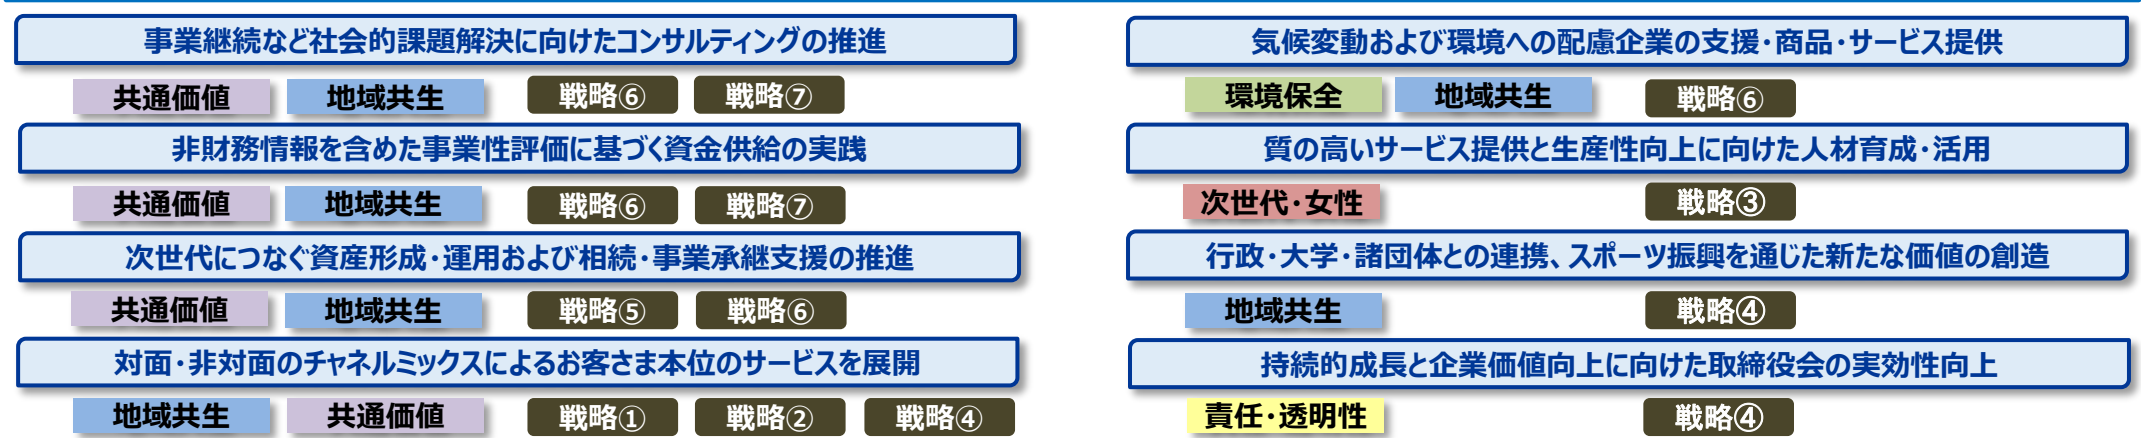 事業継続など社会的課題解決に向けたコンサルティングの推進
共通価値 地域共生 戦略⑥ 戦略⑦
非財務情報を含めた事業性評価に基づく資金供給の実践
共通価値 地域共生 戦略⑥ 戦略⑦
次世代につなぐ資産形成・運用および相続・事業承継支援の推進
共通価値 地域共生 戦略⑤ 戦略⑥
対面・非対面のチャネルミックスによるお客さま本位のサービスを展開
地域共生 共通価値 戦略① 戦略② 戦略④
気候変動および環境への配慮企業の支援・商品・サービス提供
環境保全 地域共生 戦略⑥
質の高いサービス提供と生産性向上に向けた人材育成・活用
次世代・女性 戦略③
行政・大学・諸団体との連携、スポーツ振興を通じた新たな価値の創造
地域共生 戦略④
持続的成長と企業価値向上に向けた取締役会の実効性向上
責任・透明性 戦略④